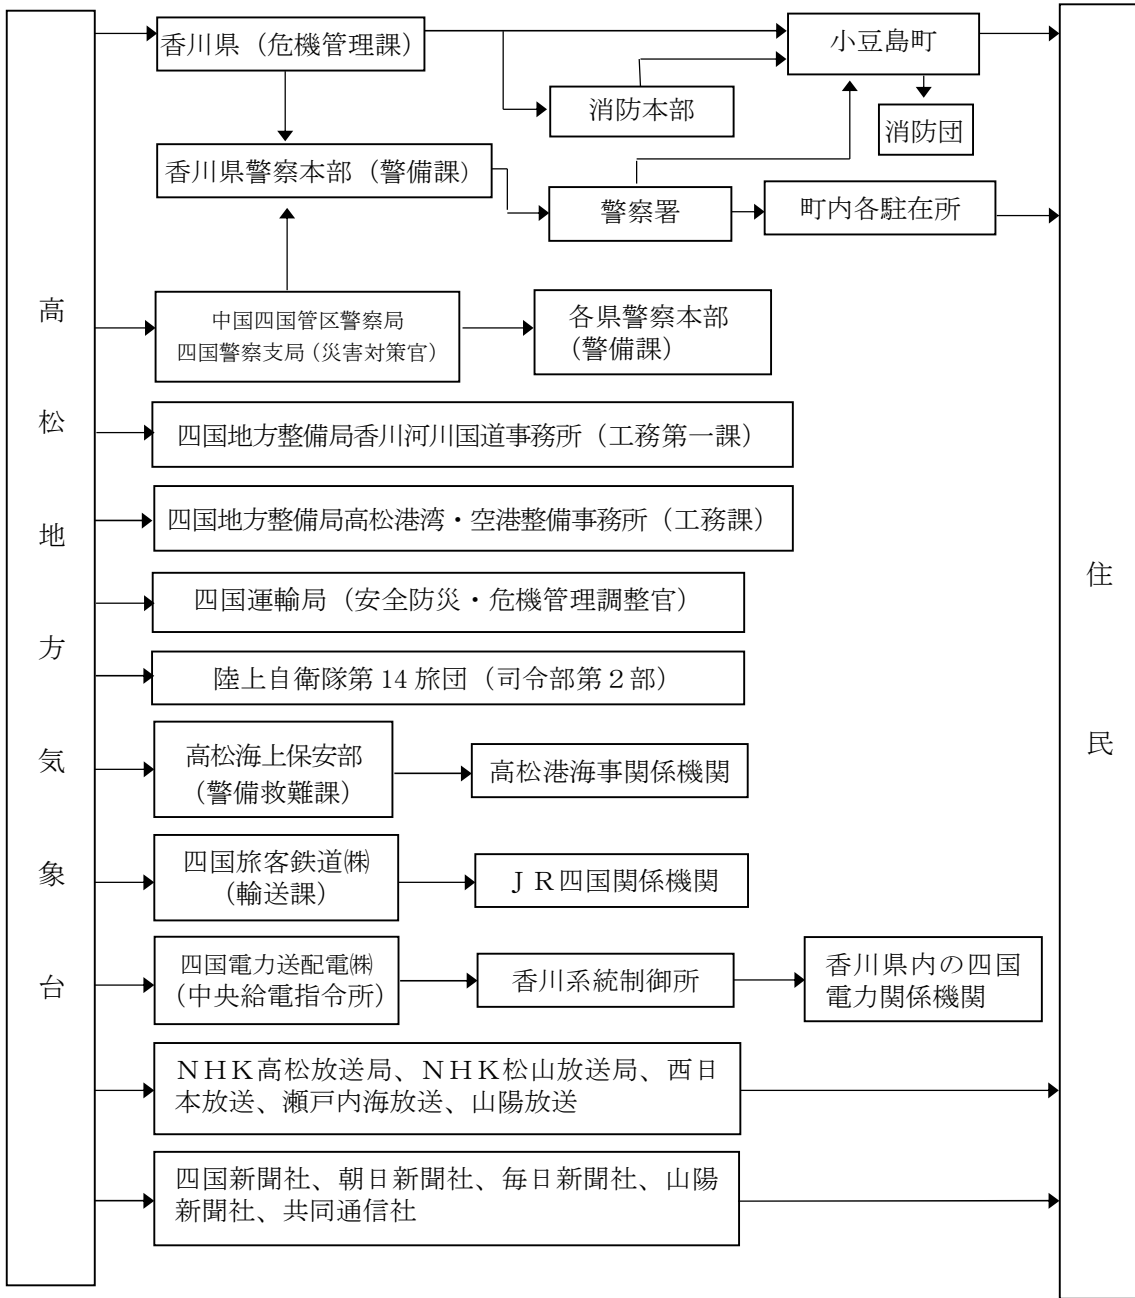 高松地方気象台
香川県（危機管理課）
小豆島町
消防本部
消防団
香川県警察本部（警備課）
警察署
町内各駐在所
中国四国管区警察局
四国警察支局（災害対策官）
各県警察本部
（警備課）
四国地方整備局香川河川国道事務所（工務第一課）
四国地方整備局高松港湾・空港整備事務所（工務課）
四国運輸局（安全防災・危機管理調整官）
陸上自衛隊第14旅団（司令部第２部）
高松海上保安部
（警備救難課）
高松港海事関係機関
四国旅客鉄道㈱
（輸送課）
ＪＲ四国関係機関
四国電力送配電㈱
（中央給電指令所）
香川系統制御所
香川県内の四国
電力関係機関
ＮＨＫ高松放送局、ＮＨＫ松山放送局、西日
本放送、瀬戸内海放送、山陽放送
四国新聞社、朝日新聞社、毎日新聞社、山陽
新聞社、共同通信社
住民